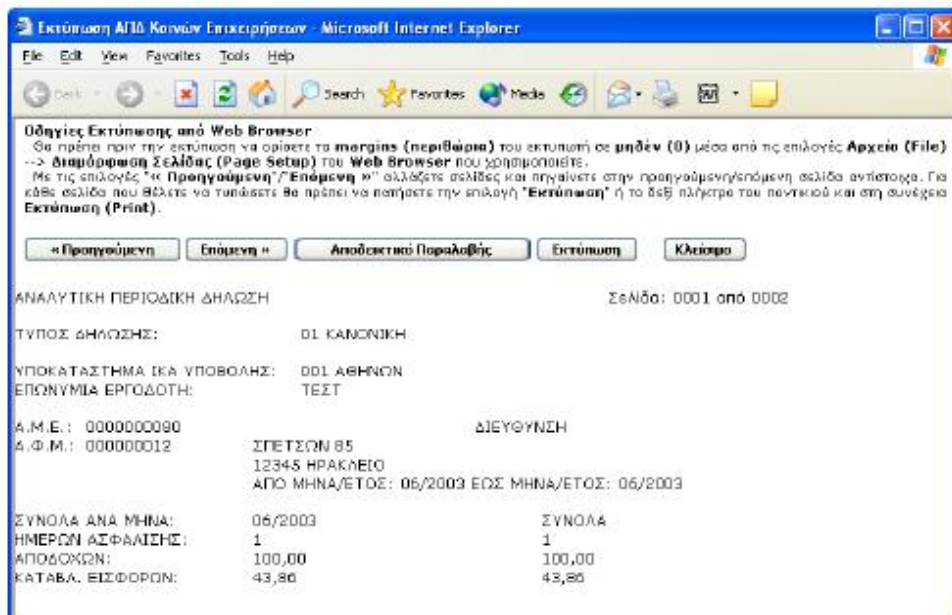 Εκτύπωση ΑΠΔ Κοινών Επιχειρήσεων - Microsoft Internet Explorer
File Edit View Favorites Tools Help
Back Search Favorites Media
Οδηγίες Εκτύπωσης από Web Browser
Θα πρέπει πριν την εκτύπωση να ορίσετε τα margins (περιθώρια) του εκτυπωτή σε μηδέν (0) μέσα από τις επιλογές Αρχείο (File)
--> Διαμόρφωση Σελίδας (Page Setup) του Web Browser που χρησιμοποιείτε.
Με τις επιλογές "« Προηγούμενη"/"Επόμενη »" αλλάζετε σελίδες και πηγαίνετε στην προηγούμενη/επόμενη σελίδα αντίστοιχα. Για
κάθε σελίδα που θέλετε να τυπώσετε θα πρέπει να πατήσετε την επιλογή "Εκτύπωση" ή το δεξί πλήκτρο του ποντικιού και στη συνέχεια
Εκτύπωση (Print).
« Προηγούμενη Επόμενη » Αποδεικτικό Παραλαβής Εκτύπωση Κλείσιμο
ΑΝΑΛΥΤΙΚΗ ΠΕΡΙΟΔΙΚΗ ΔΗΛΩΣΗ Σελίδα: 0001 από 0002
ΤΥΠΟΣ ΔΗΛΩΣΗΣ: 01 ΚΑΝΟΝΙΚΗ
ΥΠΟΚΑΤΑΣΤΗΜΑ ΙΚΑ ΥΠΟΒΟΛΗΣ: 001 ΑΘΗΝΩΝ
ΕΠΩΝΥΜΙΑ ΕΡΓΟΔΟΤΗ: ΤΕΣΤ
Α.Μ.Ε.: 0000000090 ΔΙΕΥΘΥΝΣΗ
Α.Φ.Μ.: 000000012 ΣΠΕΤΣΩΝ 85
12345 ΗΡΑΚΛΕΙΟ
ΑΠΟ ΜΗΝΑ/ΕΤΟΣ: 06/2003 ΕΩΣ ΜΗΝΑ/ΕΤΟΣ: 06/2003
ΣΥΝΟΛΑ ΑΝΑ ΜΗΝΑ: 06/2003 ΣΥΝΟΛΑ
ΗΜΕΡΩΝ ΑΣΦΑΛΙΣΗΣ: 1 1
ΑΠΟΔΟΧΩΝ: 100,00 100,00
ΚΑΤΑΒΛ. ΕΙΣΦΟΡΩΝ: 43,86 43,86